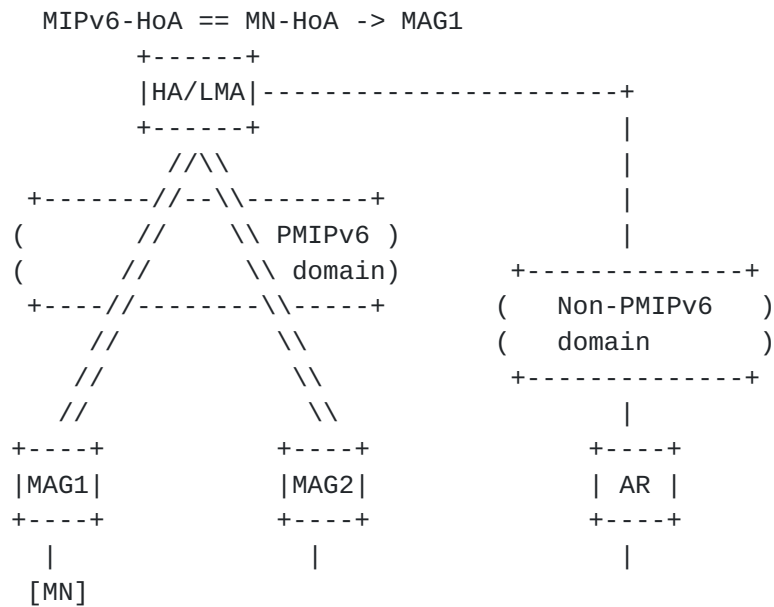 MIPv6-HoA == MN-HoA -> MAG1
+------+
|HA/LMA|-----------------------+
+------+ |
//\\ |
+-------//--\\--------+ |
( // \\ PMIPv6 ) |
( // \\ domain) +--------------+
+----//--------\\-----+ ( Non-PMIPv6 )
// \\ ( domain )
// \\ +--------------+
// \\ |
+----+ +----+ +----+
|MAG1| |MAG2| | AR |
+----+ +----+ +----+
| | |
[MN]